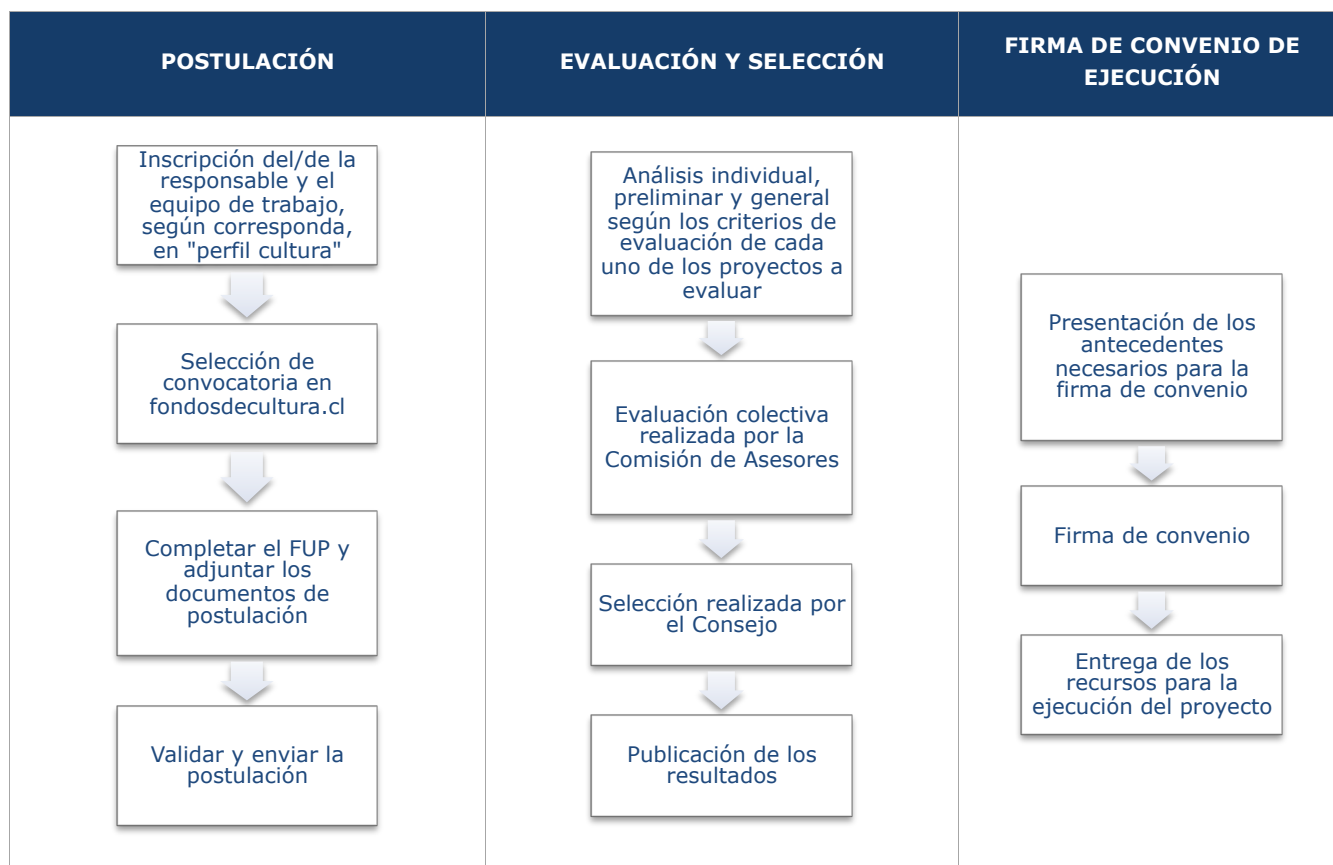 POSTULACIÓN
Inscripción del/de la
responsable y el
equipo de trabajo,
según corresponda,
en "perfil cultura"
Selección de
convocatoria en
fondosdecultura.cl
Completar el FUP y
adjuntar los
documentos de
postulación
Validar y enviar la
postulación
EVALUACIÓN Y SELECCIÓN
Análisis individual,
preliminar y general
según los criterios de
evaluación de cada
uno de los proyectos a
evaluar
Evaluación colectiva
realizada por la
Comisión de Asesores
Selección realizada por
el Consejo
Publicación de los
resultados
FIRMA DE CONVENIO DE
EJECUCIÓN
Presentación de los
antecedentes
necesarios para la
firma de convenio
Firma de convenio
Entrega de los
recursos para la
ejecución del proyecto